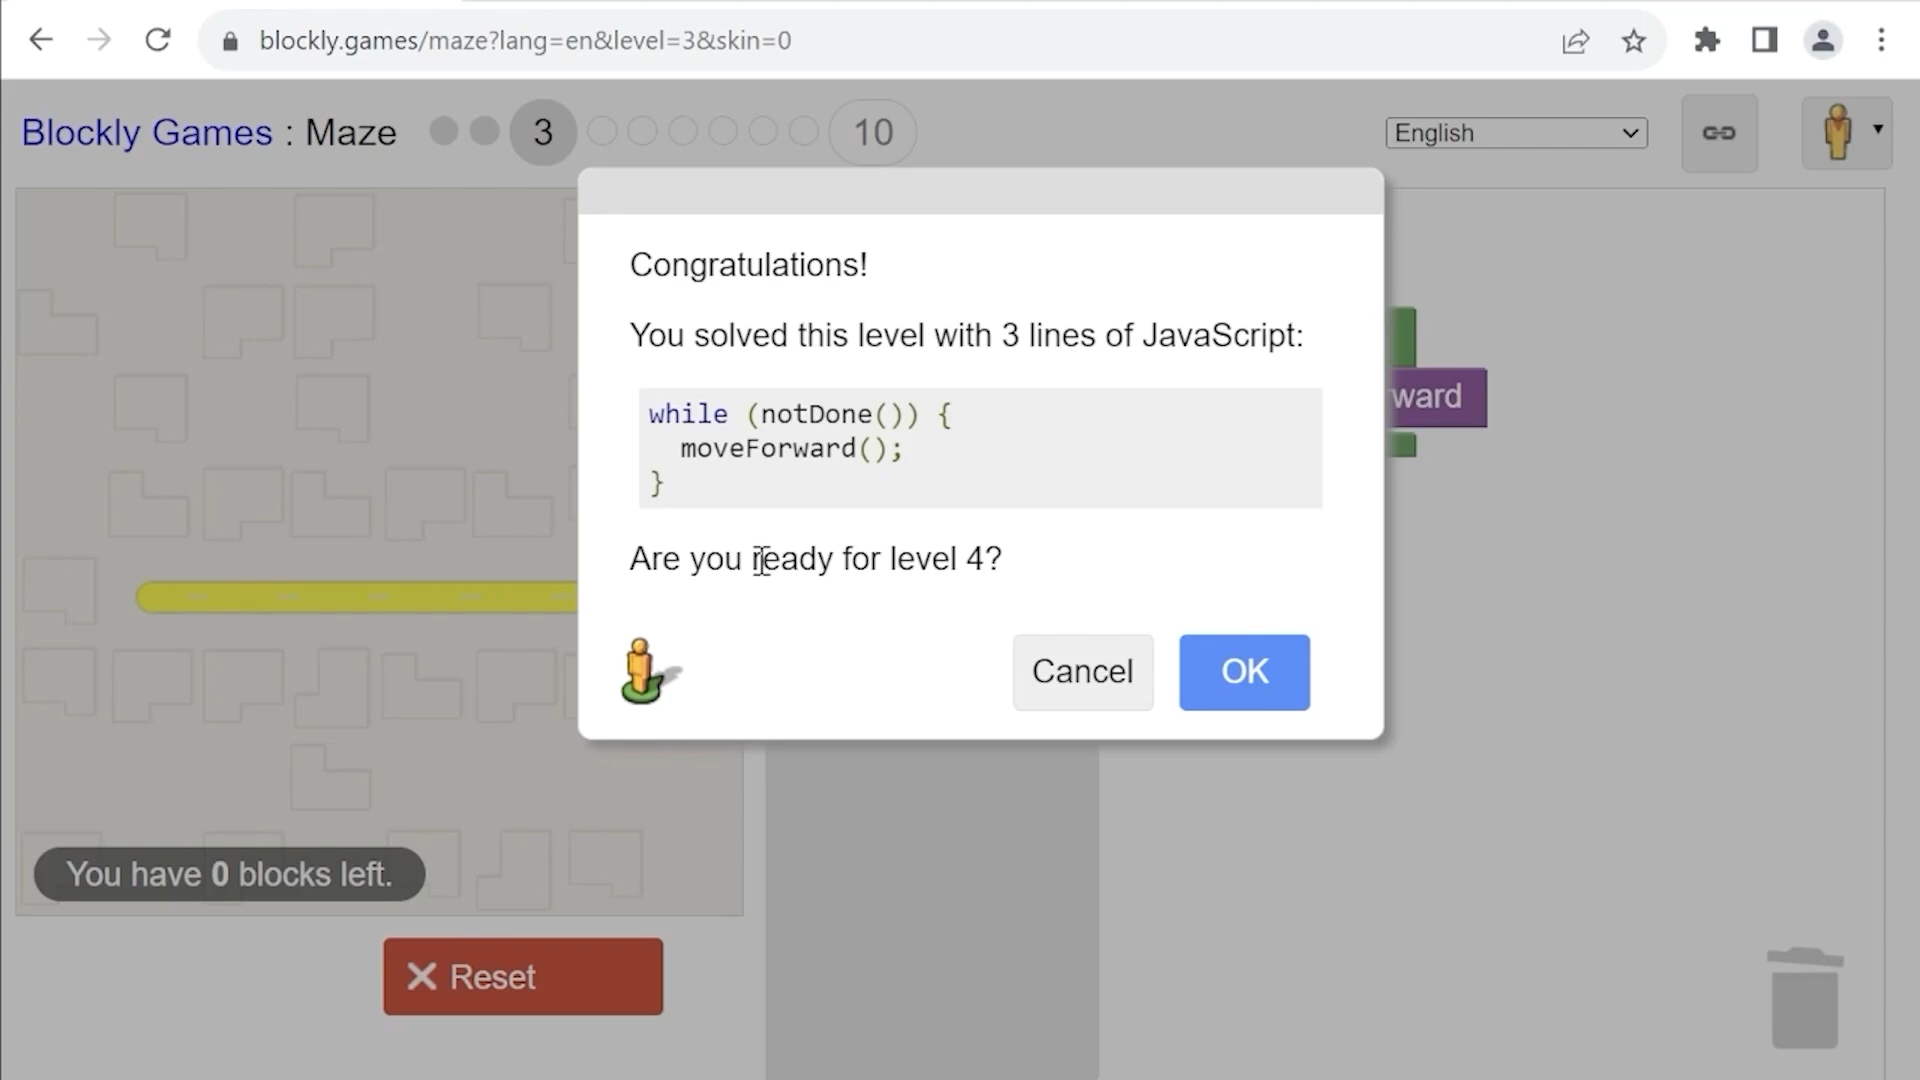 blockly.games/maze?lang=en&level=3&skin=0
Blockly Games : Maze 3 10 English
Congratulations!
You solved this level with 3 lines of JavaScript:
while (notDone()) {
moveForward();
}
ward
Are you ready for level 4?
Cancel OK
You have 0 blocks left.
Reset